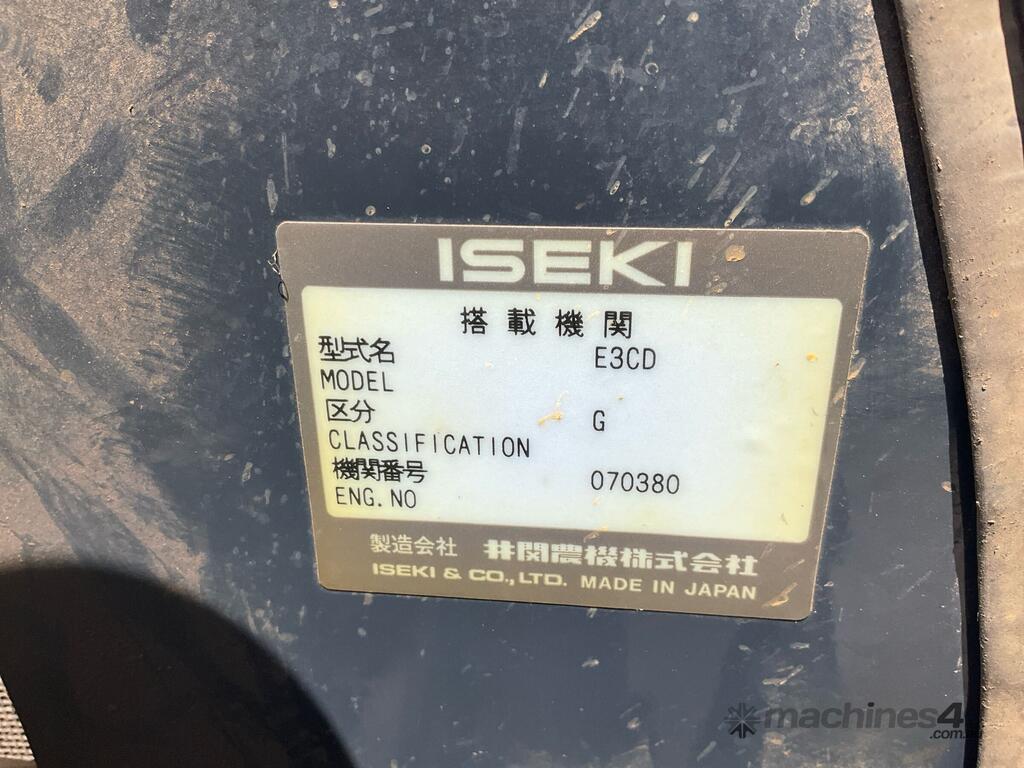 ISEKI
搭載機関
型式名 E3CD
MODEL
区分 G
CLASSIFICATION
機関番号 070380
ENG. NO
製造会社 井関農機株式会社
ISEKI & CO., LTD. MADE IN JAPAN
machines4u
.com.au